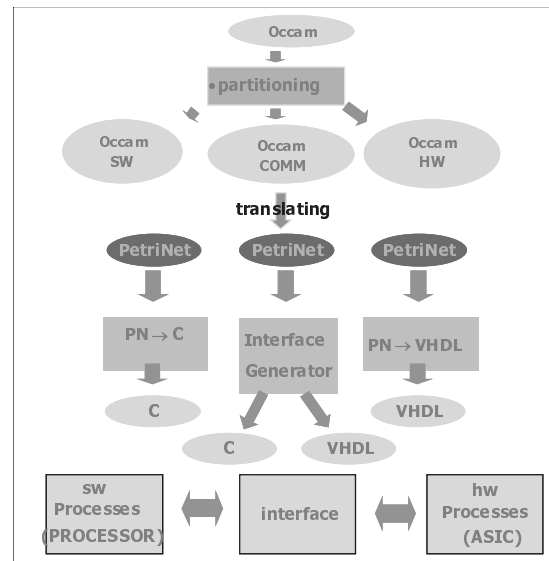 Occam
•partitioning
Occam
SW
Occam
COMM
Occam
HW
translating
PetriNet
PetriNet
PetriNet
PN→C
Interface
Generator
PN→VHDL
C
VHDL
C
VHDL
sw
Processes
(PROCESSOR)
interface
hw
Processes
(ASIC)